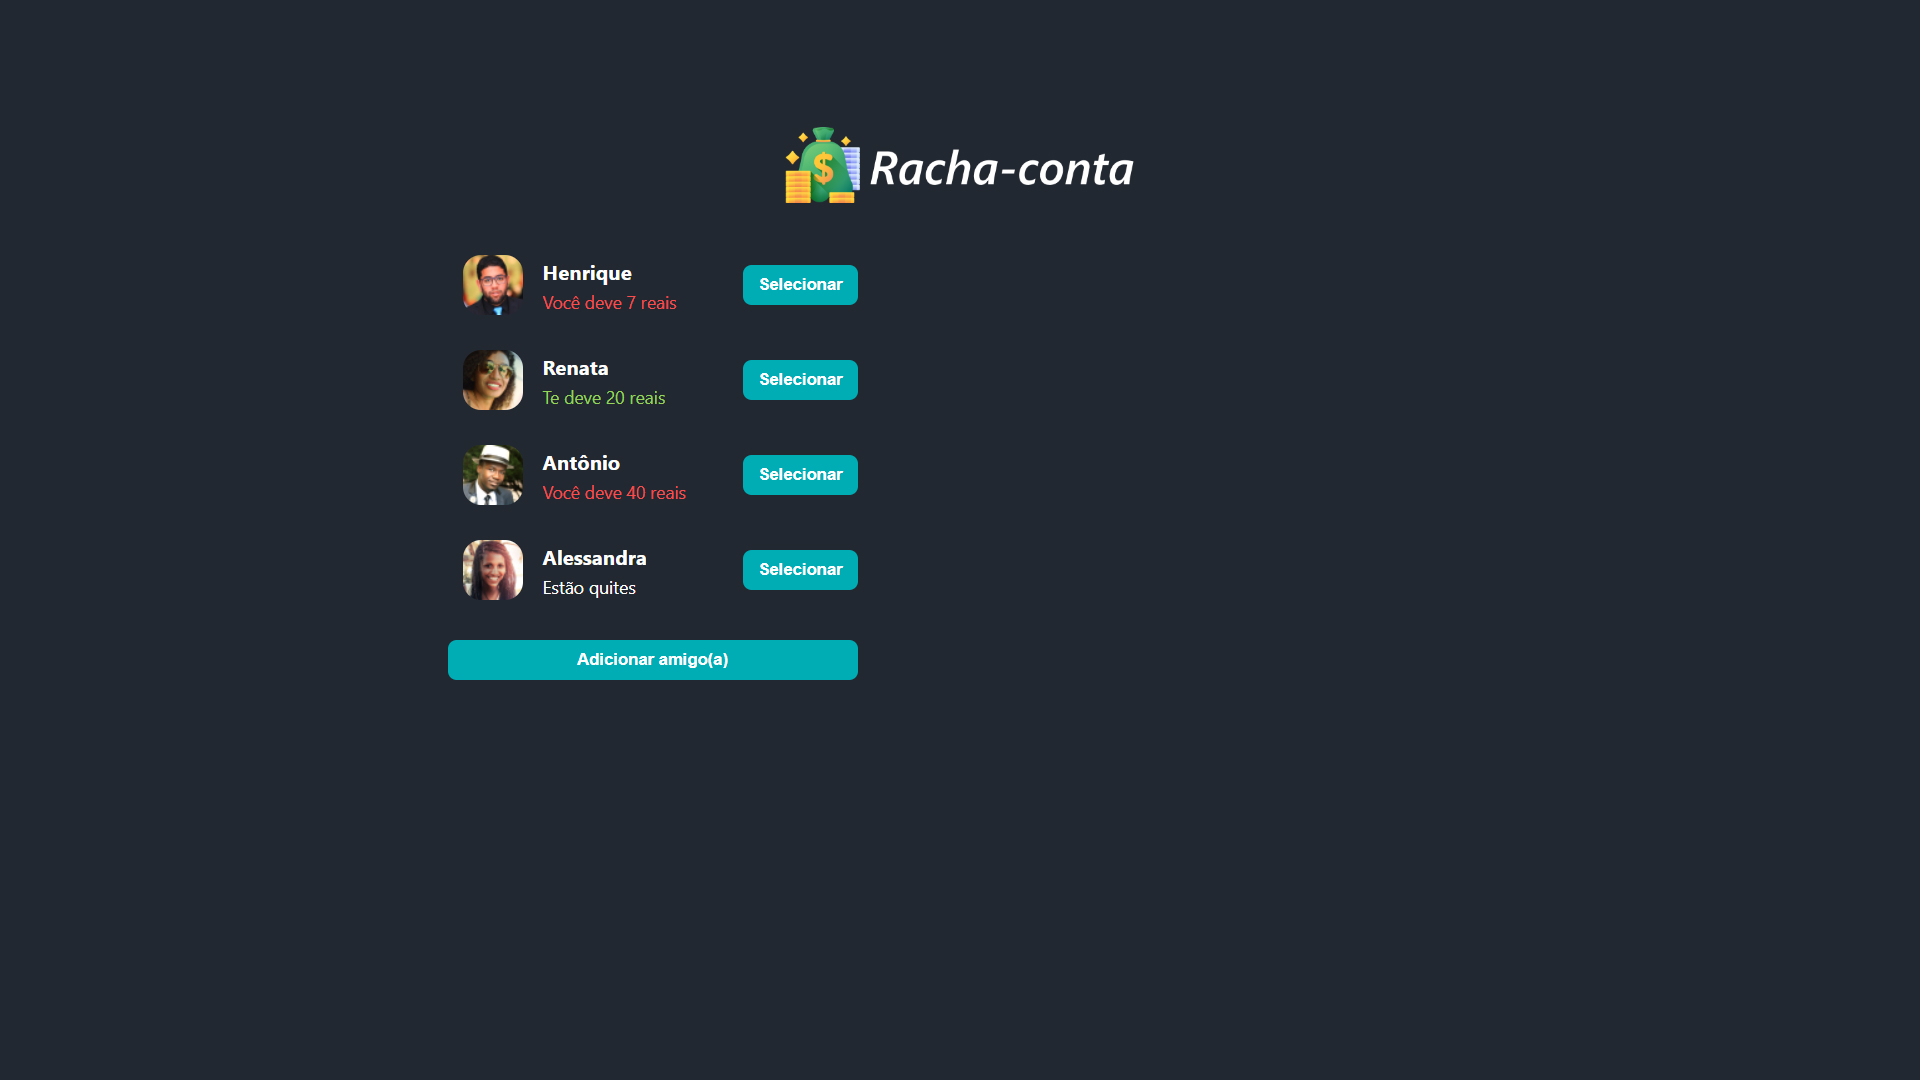 $
Racha-conta
Henrique
Você deve 7 reais
Selecionar
Renata
Te deve 20 reais
Selecionar
Antônio
Você deve 40 reais
Selecionar
Alessandra
Estão quites
Selecionar
Adicionar amigo(a)